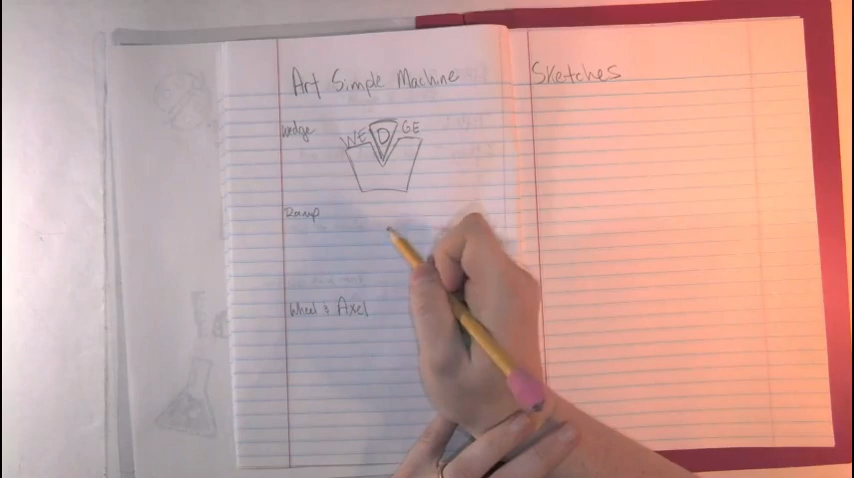 Art Simple Machine
Wedge
WEDGE
Ramp
Wheel & Axel
Sketches